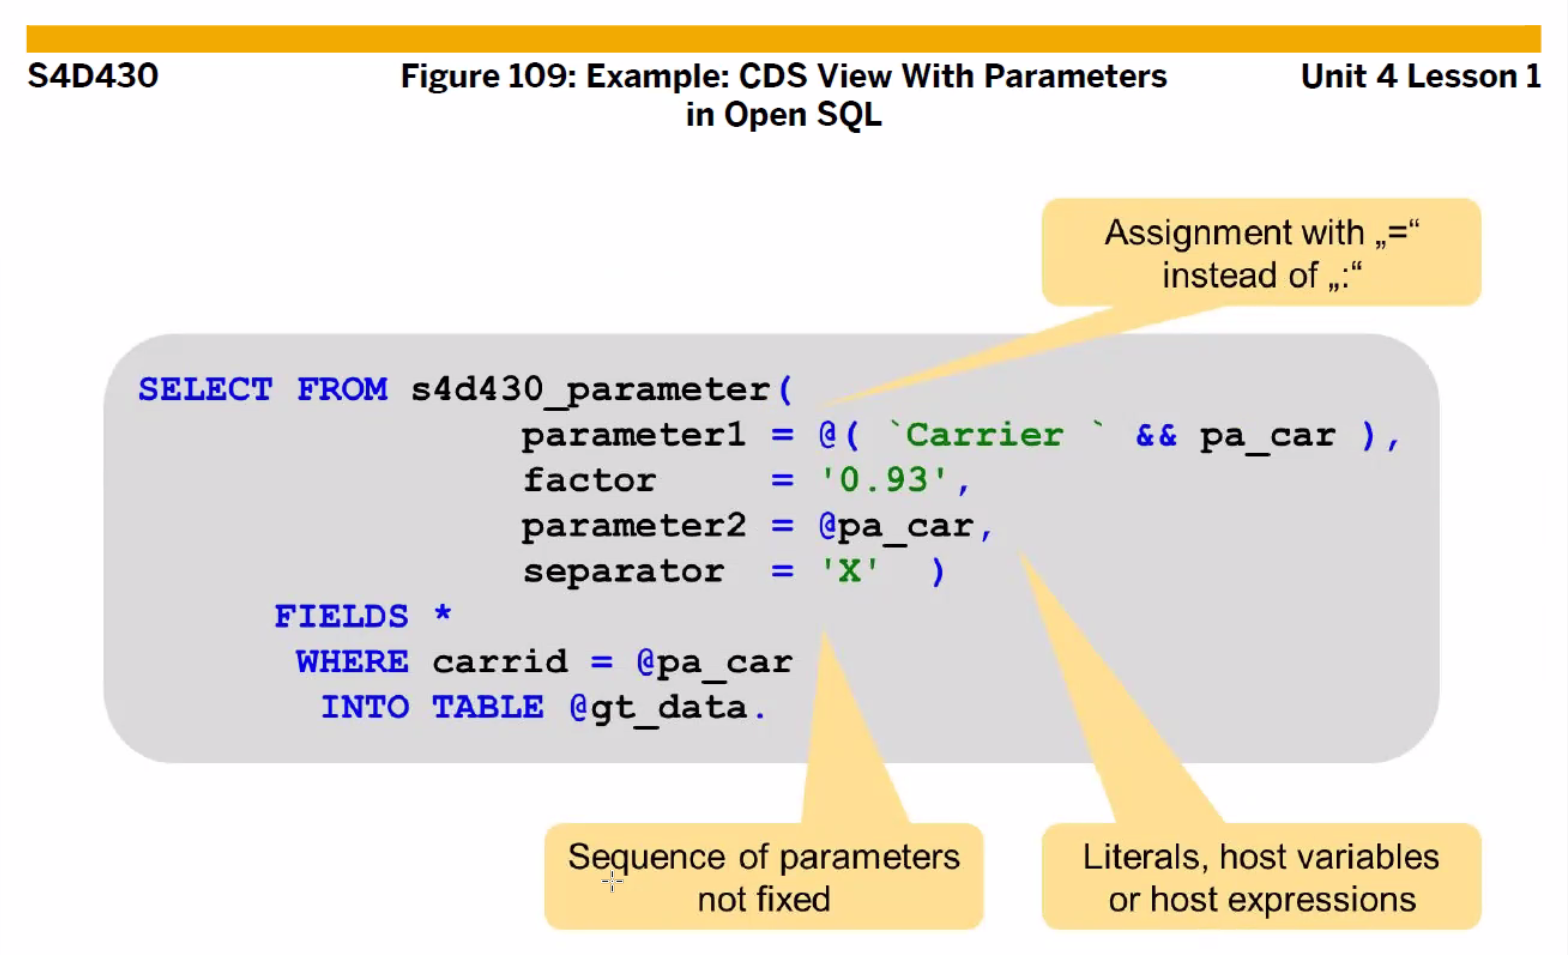 S4D430
Figure 109: Example: CDS View With Parameters
in Open SQL
Unit 4 Lesson 1
Assignment with „=“
instead of „:“
SELECT FROM s4d430_parameter(
parameter1 = @( `Carrier ` && pa_car ),
factor = '0.93',
parameter2 = @pa_car,
separator = 'X' )
FIELDS *
WHERE carrid = @pa_car
INTO TABLE @gt_data.
Sequence of parameters
not fixed
Literals, host variables
or host expressions